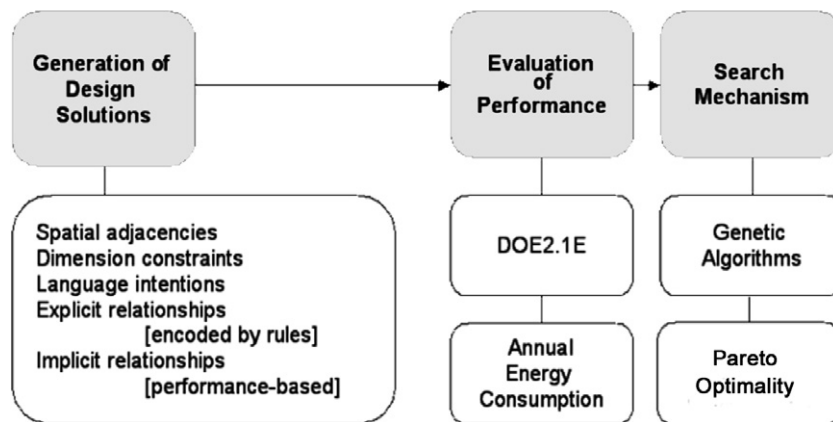 Generation of
Design
Solutions
Evaluation
of
Performance
Search
Mechanism
Spatial adjacencies
Dimension constraints
Language intentions
Explicit relationships
[encoded by rules]
Implicit relationships
[performance-based]
DOE2.1E
Annual
Energy
Consumption
Genetic
Algorithms
Pareto
Optimality